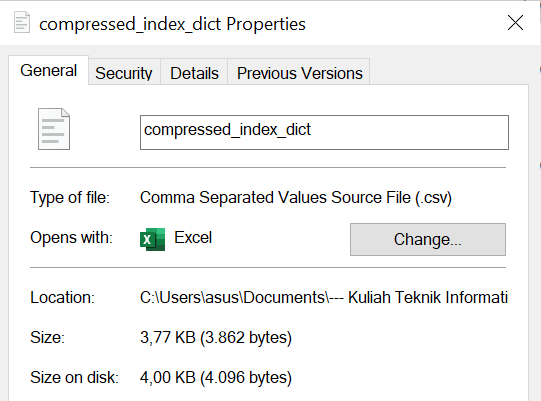 compressed_index_dict Properties
General Security Details Previous Versions
compressed_index_dict
Type of file: Comma Separated Values Source File (.csv)
Opens with: Excel Change...
Location: C:\Users\asus\Documents\--- Kuliah Teknik Informati
Size: 3,77 KB (3.862 bytes)
Size on disk: 4,00 KB (4.096 bytes)